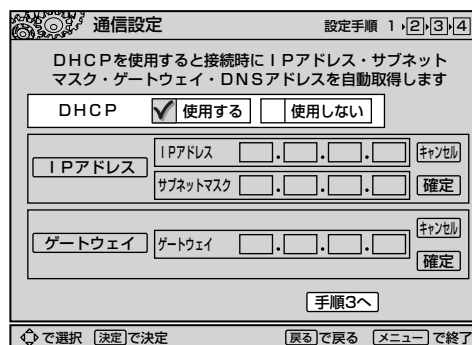 通信設定
設定手順 1 2 3 4
DHCPを使用すると接続時にIPアドレス・サブネット
マスク・ゲートウェイ・DNSアドレスを自動取得します
DHCP 使用する 使用しない
IPアドレス
IPアドレス . . . キャンセル
サブネットマスク . . . 確定
ゲートウェイ
ゲートウェイ . . . キャンセル
確定
手順3へ
で選択 決定で決定 戻るで戻る メニューで終了